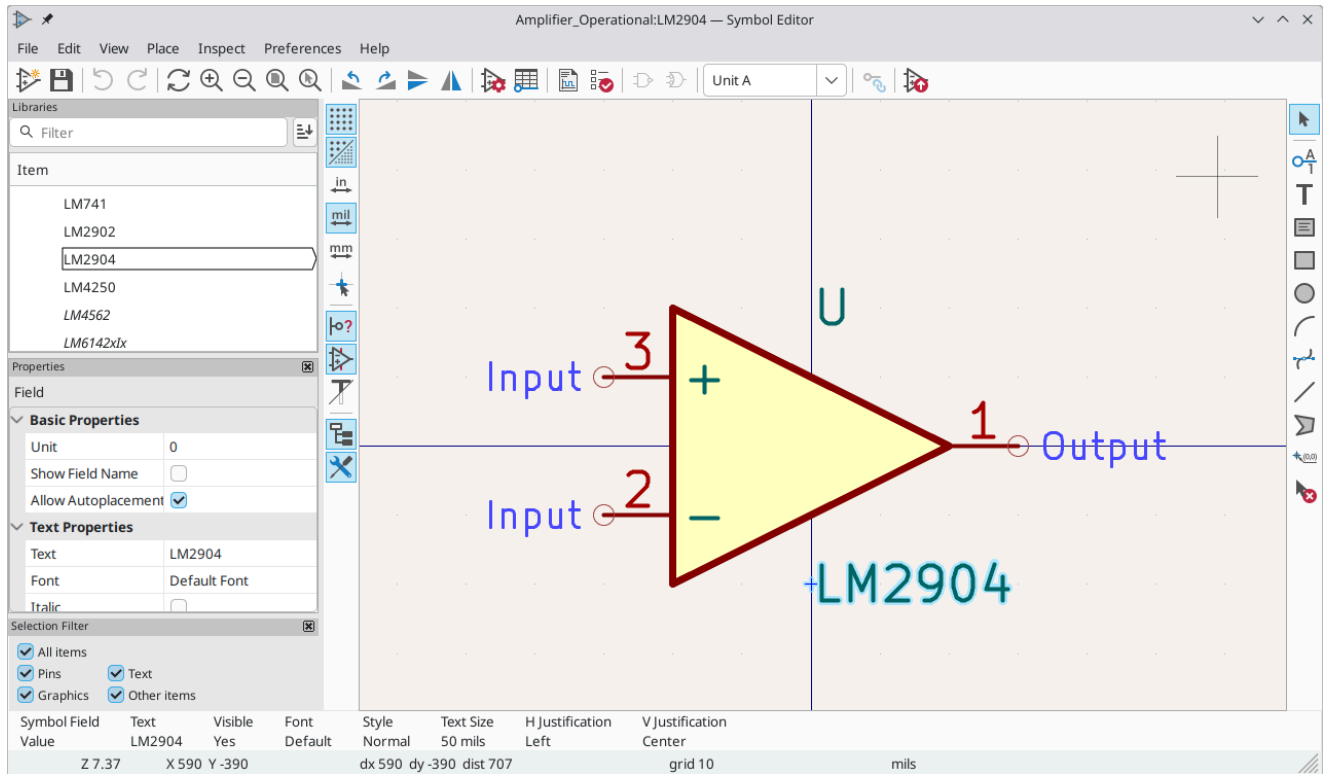 Amplifier_Operational:LM2904 — Symbol Editor
File Edit View Place Inspect Preferences Help
Unit A
Libraries
Filter
Item
LM741
LM2902
LM2904
LM4250
LM4562
LM6142xIx
in
mil
mm
Properties
Field
Basic Properties
Unit 0
Show Field Name
Allow Autoplacement
Text Properties
Text LM2904
Font Default Font
Italic
Selection Filter
All items
Pins Text
Graphics Other items
U
3
Input +
1
Output
2
Input −
LM2904
A
1
T
(0,0)
Symbol Field Text Visible Font Style Text Size H Justification V Justification
Value LM2904 Yes Default Normal 50 mils Left Center
Z 7.37 X 590 Y -390 dx 590 dy -390 dist 707 grid 10 mils